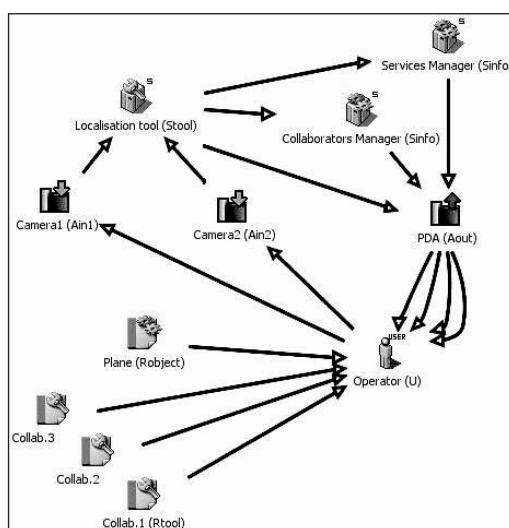 S
Services Manager (Sinfo)
S
Localisation tool (Stool)
S
Collaborators Manager (Sinfo)
Camera1 (Ain1)
Camera2 (Ain2)
PDA (Aout)
USER
Plane (Robject)
Operator (U)
Collab.3
Collab.2
Collab.1 (Rtool)